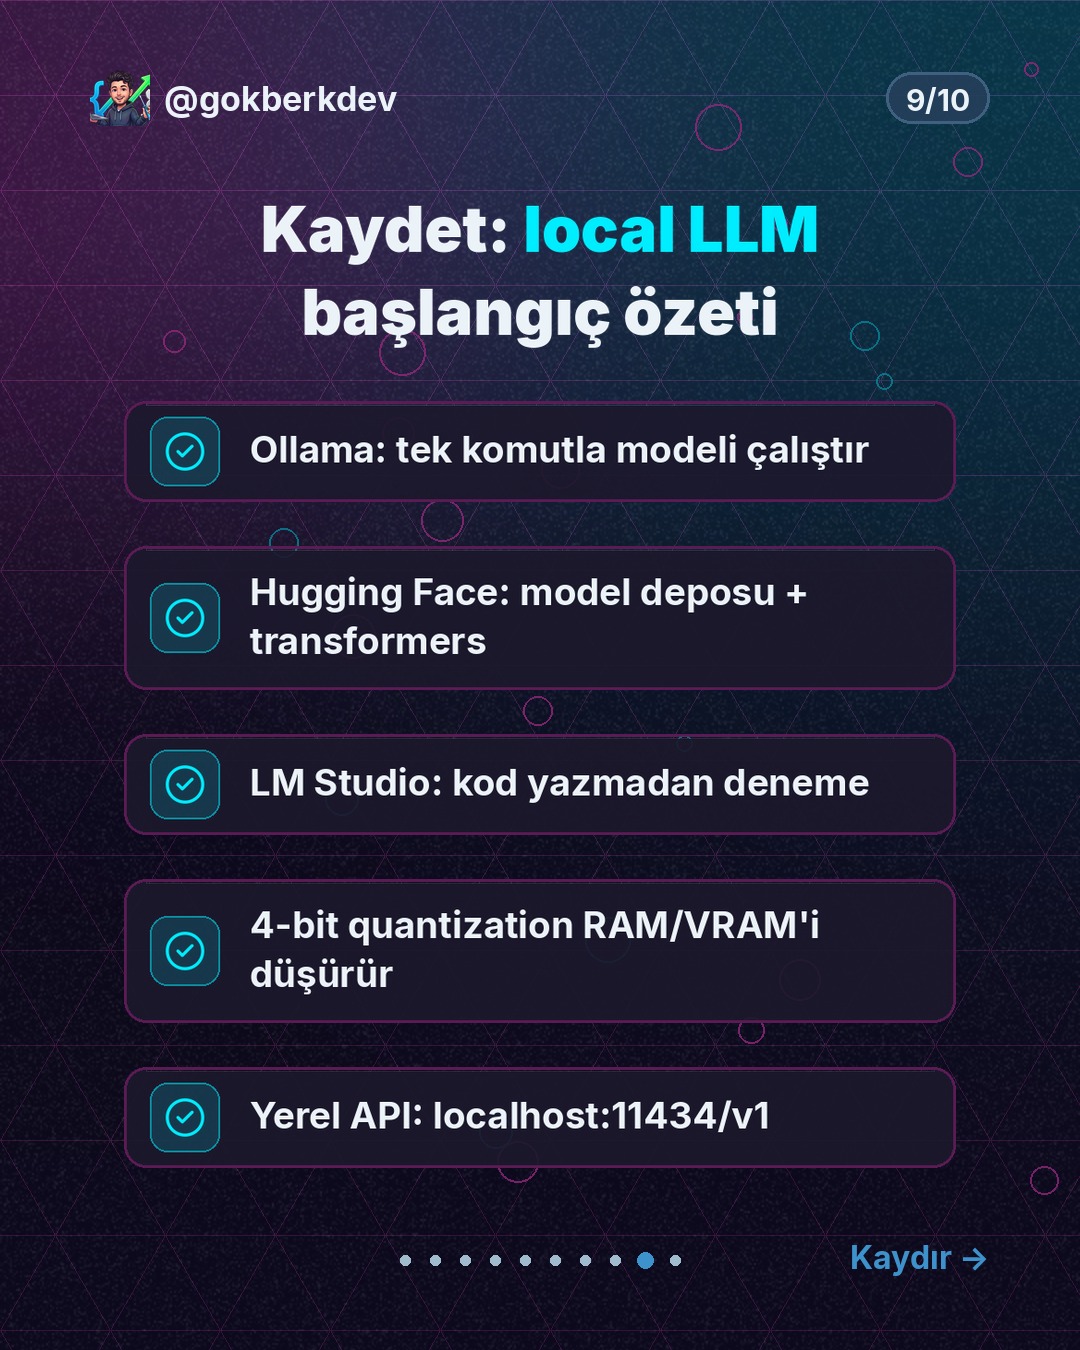 @gokberkdev
9/10
Kaydet: local LLM
başlangıç özeti
Ollama: tek komutla modeli çalıştır
Hugging Face: model deposu +
transformers
LM Studio: kod yazmadan deneme
4-bit quantization RAM/VRAM'i
düşürür
Yerel API: localhost:11434/v1
Kaydır →